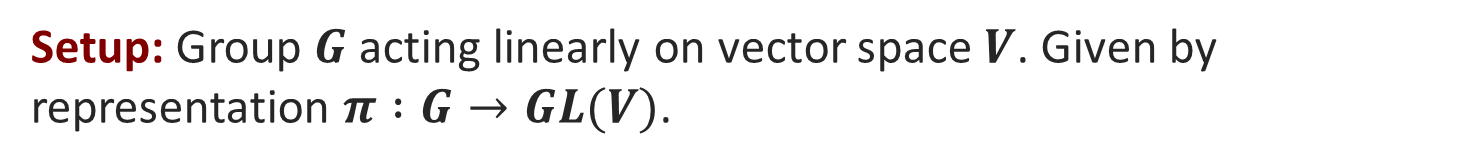 Setup: Group G acting linearly on vector space V. Given by
representation π : G → GL(V).